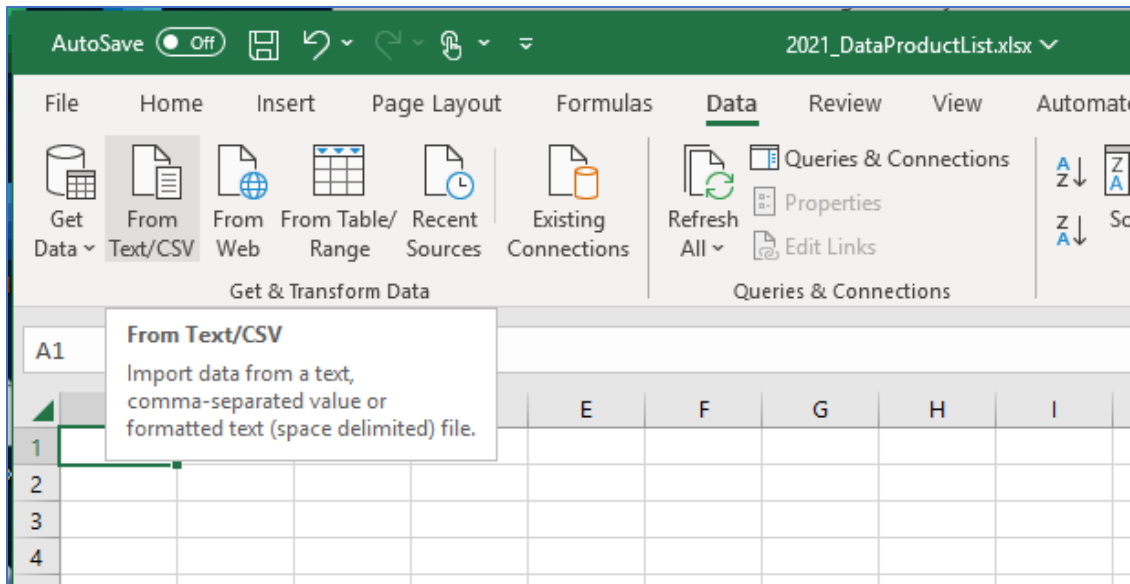 AutoSave Off 2021_DataProductList.xlsx
File Home Insert Page Layout Formulas Data Review View Automat
Get Data
From Text/CSV
From Web
From Table/ Range
Recent Sources
Existing Connections
Refresh All
Queries & Connections
Properties
Edit Links
A
Z
Z
A
Z
A
So
Get & Transform Data
Queries & Connections
A1
From Text/CSV
Import data from a text,
comma-separated value or
formatted text (space delimited) file.
E F G H I
1
2
3
4